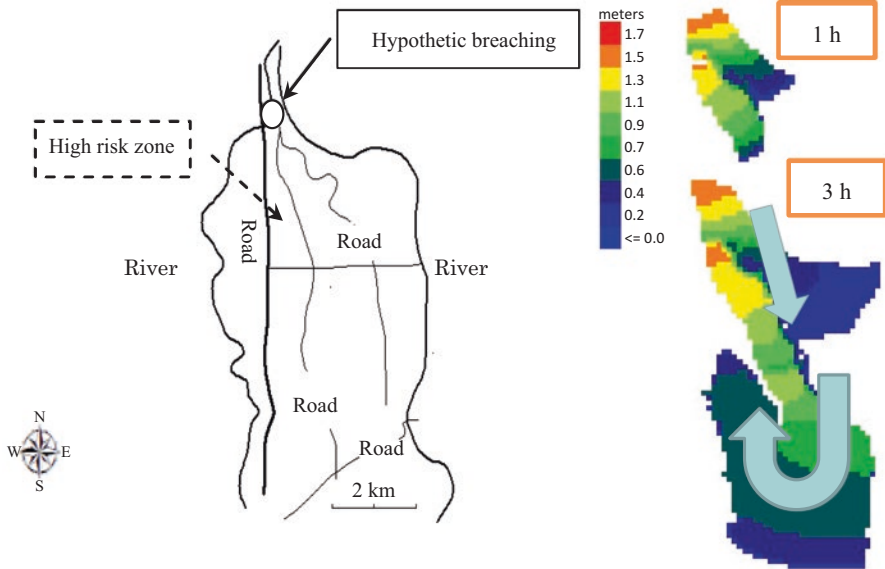 Hypothetic breaching
High risk zone
Road
Road
River
River
Road
Road
2 km
N
W E
S
meters
1.7
1.5
1.3
1.1
0.9
0.7
0.6
0.4
0.2
<= 0.0
1 h
3 h